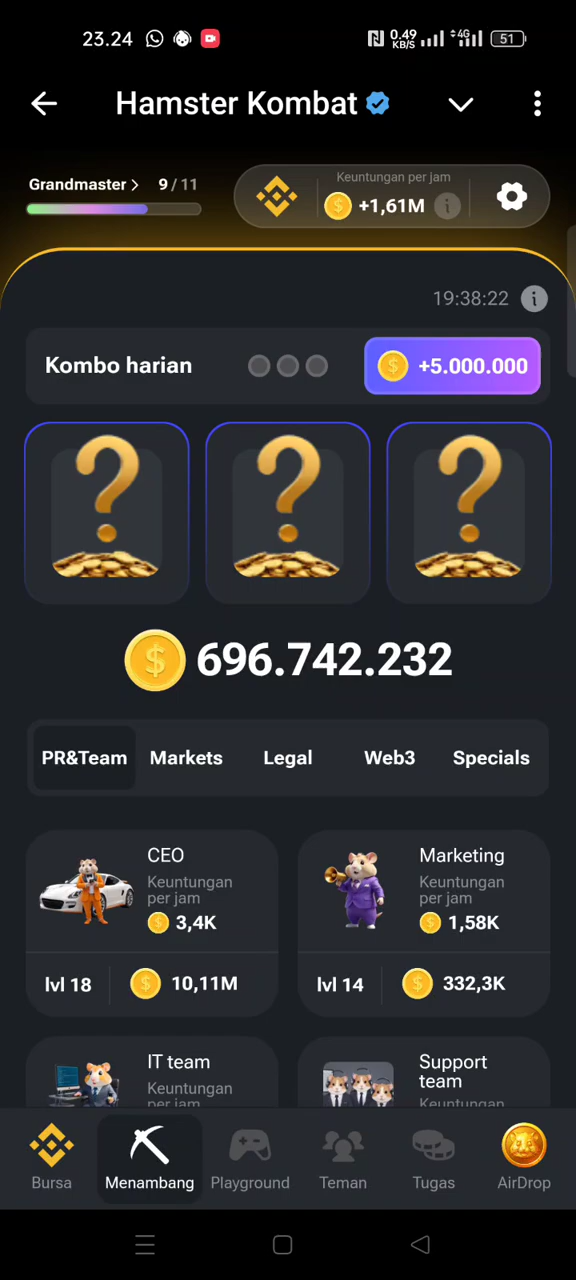 23.24
0.49 KB/S
4G
51
Hamster Kombat
Grandmaster > 9 / 11
Keuntungan per jam
+1,61M
19:38:22
Kombo harian
+5.000.000
696.742.232
PR&Team
Markets
Legal
Web3
Specials
CEO
Keuntungan
per jam
3,4K
lvl 18
10,11M
Marketing
Keuntungan
per jam
1,58K
lvl 14
332,3K
IT team
Keuntungan
per jam
Support
team
Keuntungan
Bursa
Menambang
Playground
Teman
Tugas
AirDrop